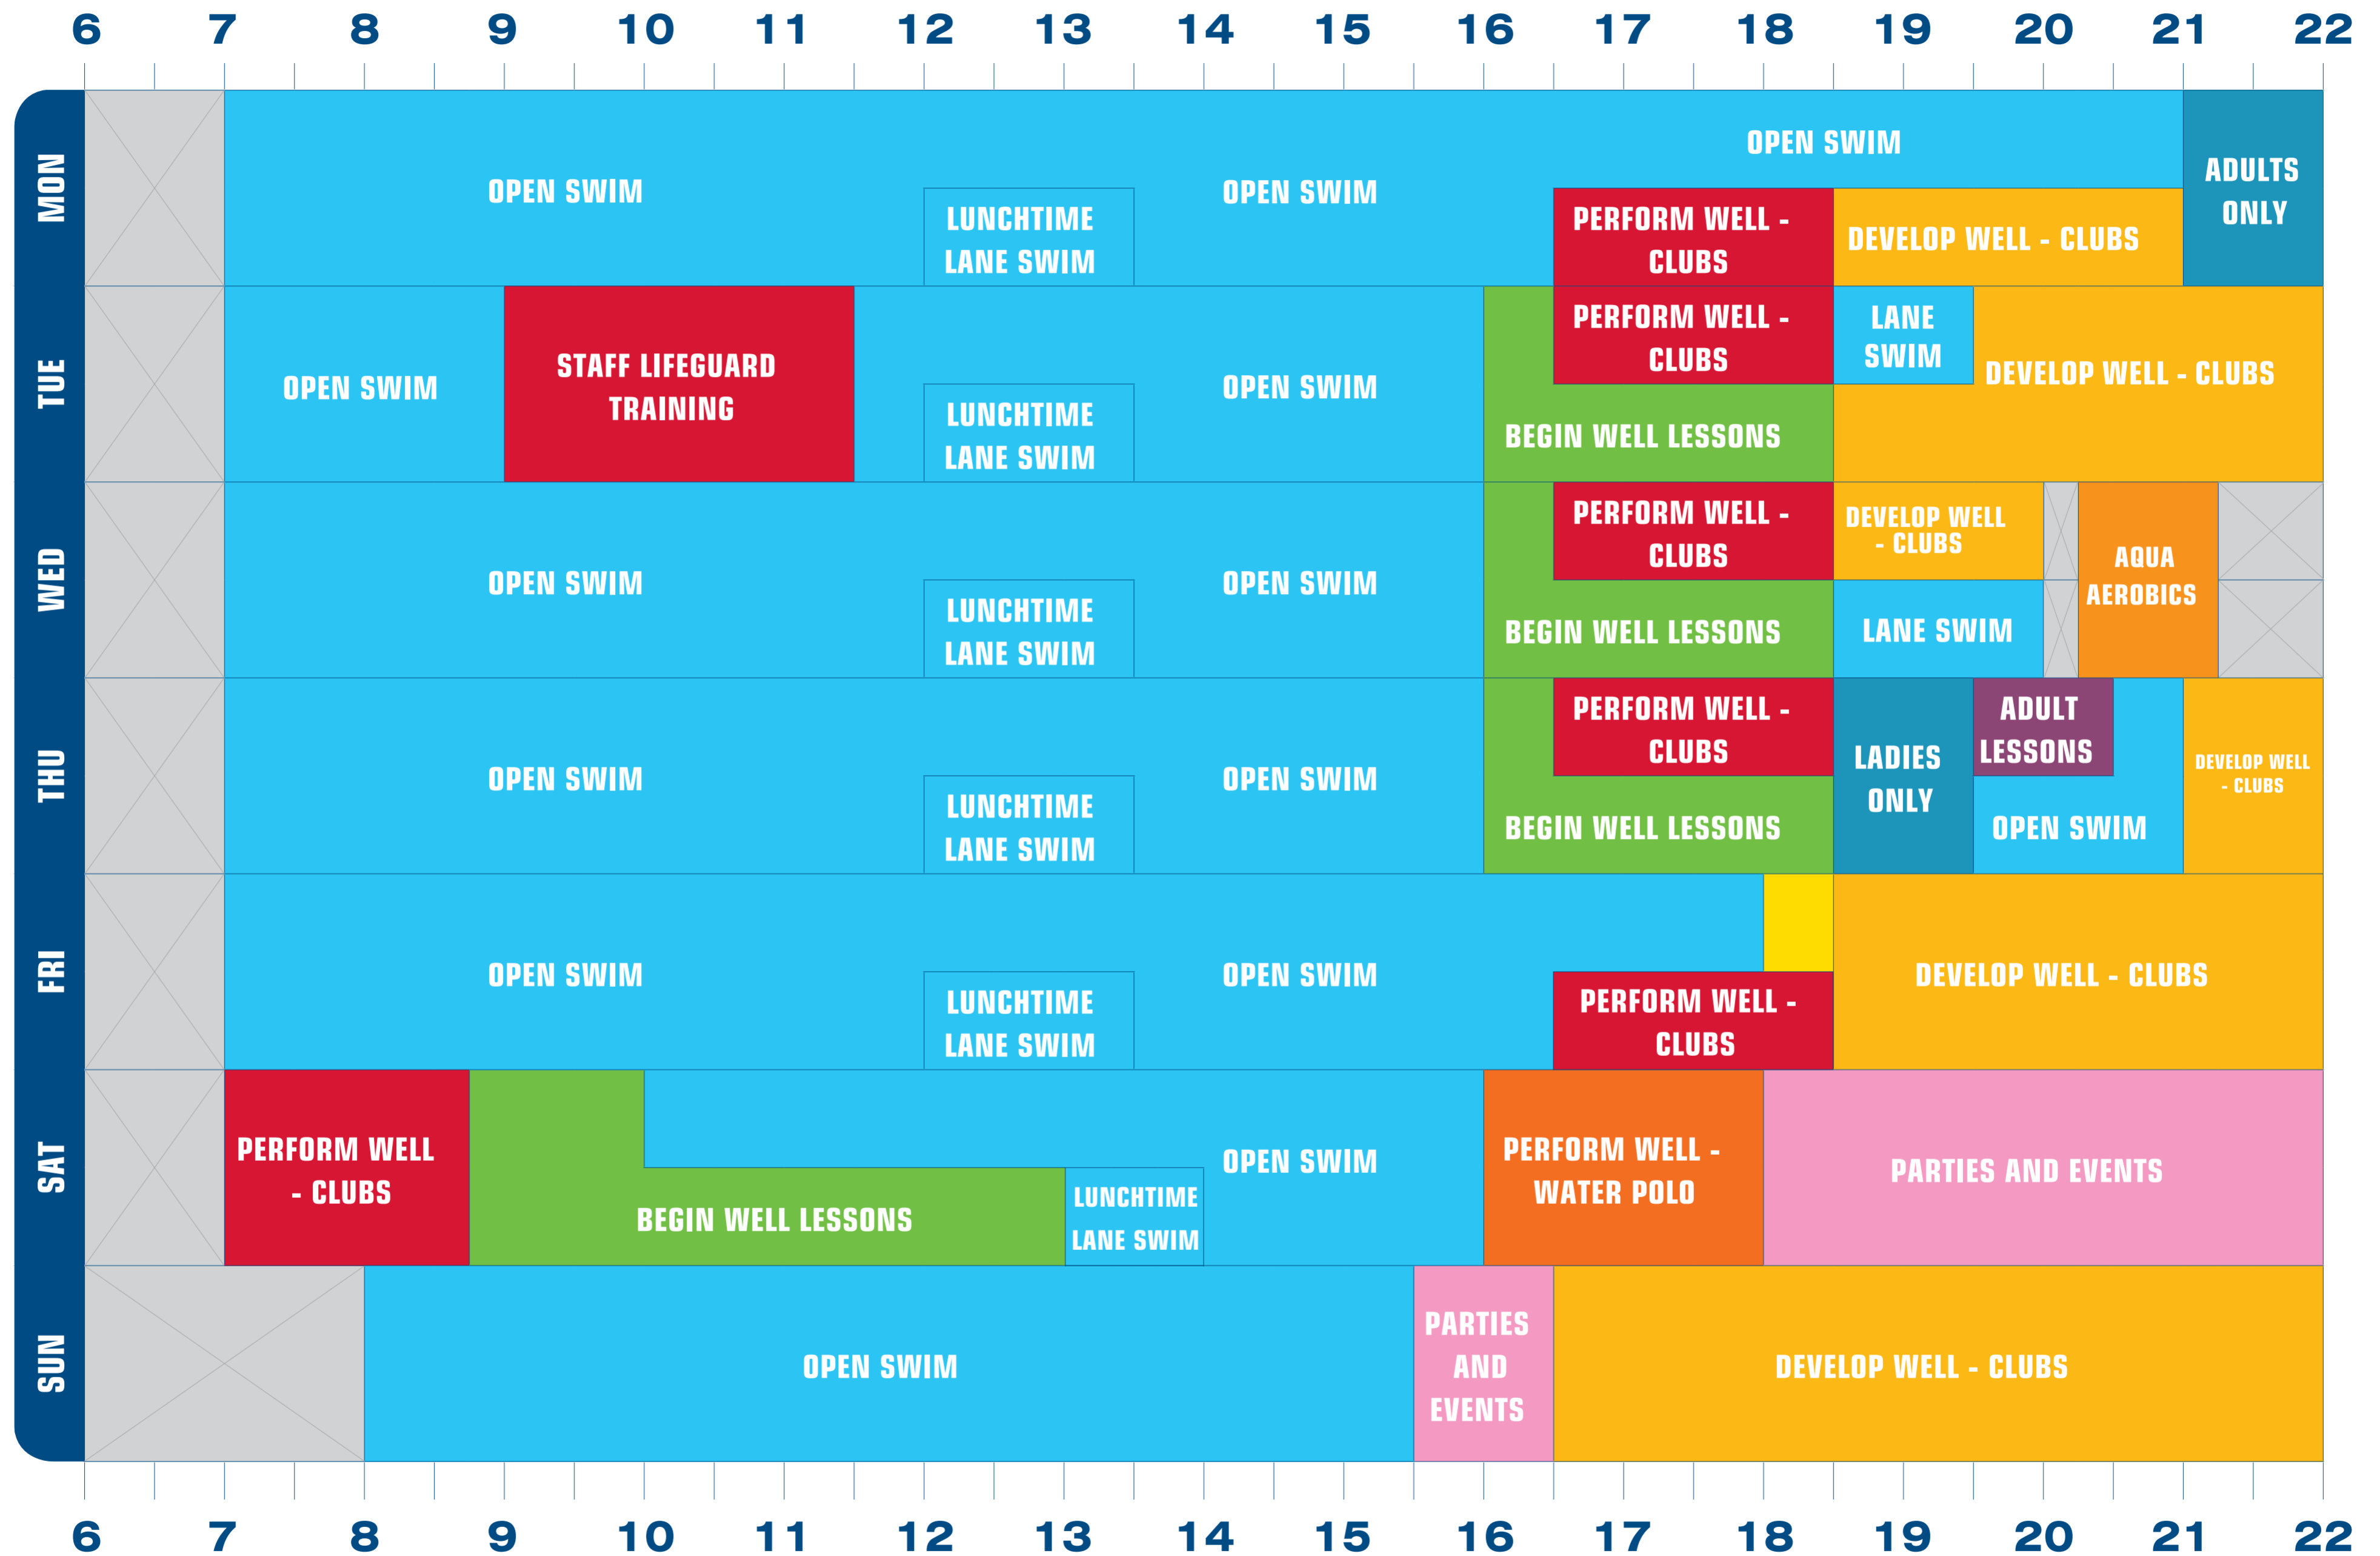 6 7 8 9 10 11 12 13 14 15 16 17 18 19 20 21 22
MON
OPEN SWIM
LUNCHTIME
LANE SWIM
OPEN SWIM
OPEN SWIM
PERFORM WELL -
CLUBS
DEVELOP WELL - CLUBS
ADULTS
ONLY
TUE
OPEN SWIM
STAFF LIFEGUARD
TRAINING
LUNCHTIME
LANE SWIM
OPEN SWIM
PERFORM WELL -
CLUBS
BEGIN WELL LESSONS
LANE
SWIM
DEVELOP WELL - CLUBS
WED
OPEN SWIM
LUNCHTIME
LANE SWIM
OPEN SWIM
PERFORM WELL -
CLUBS
BEGIN WELL LESSONS
DEVELOP WELL
- CLUBS
LANE SWIM
AQUA
AEROBICS
THU
OPEN SWIM
LUNCHTIME
LANE SWIM
OPEN SWIM
PERFORM WELL -
CLUBS
BEGIN WELL LESSONS
LADIES
ONLY
ADULT
LESSONS
OPEN SWIM
DEVELOP WELL
- CLUBS
FRI
OPEN SWIM
LUNCHTIME
LANE SWIM
OPEN SWIM
PERFORM WELL -
CLUBS
DEVELOP WELL - CLUBS
SAT
PERFORM WELL
- CLUBS
BEGIN WELL LESSONS
LUNCHTIME
LANE SWIM
OPEN SWIM
PERFORM WELL -
WATER POLO
PARTIES AND EVENTS
SUN
OPEN SWIM
PARTIES
AND
EVENTS
DEVELOP WELL - CLUBS
6 7 8 9 10 11 12 13 14 15 16 17 18 19 20 21 22